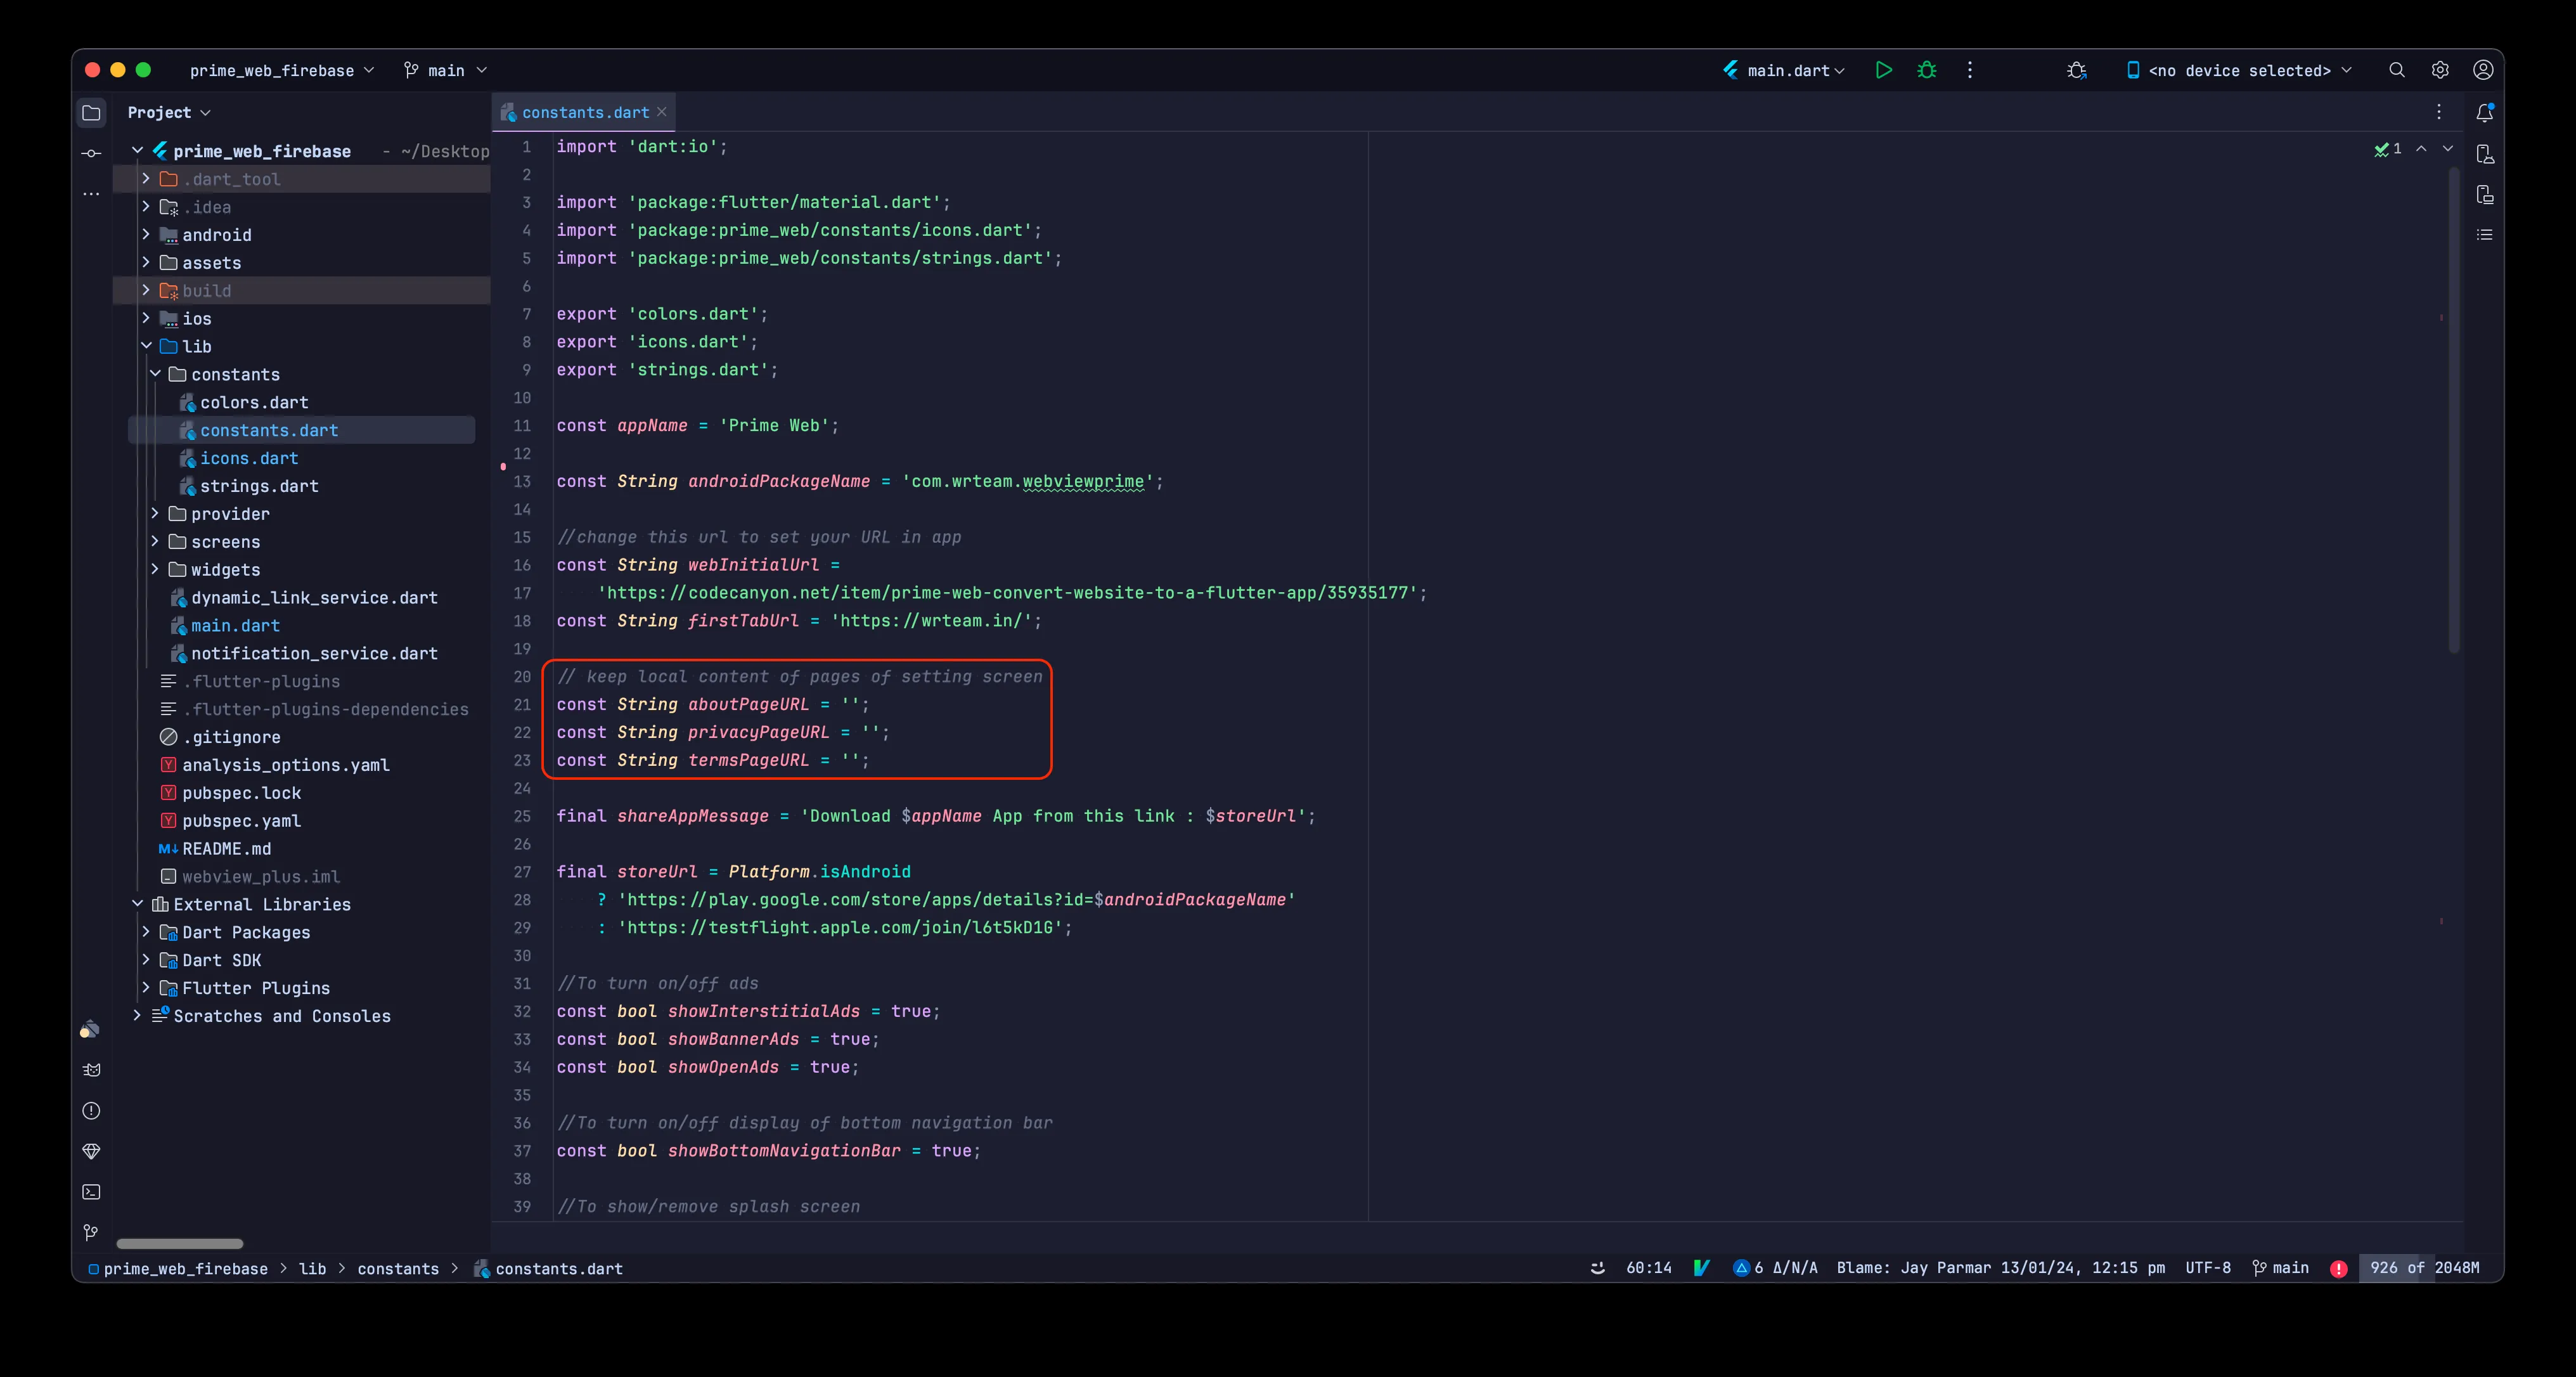 prime_web_firebase
main
main.dart
<no device selected>
Project
constants.dart
prime_web_firebase - ~/Desktop
.dart_tool
.idea
android
assets
build
ios
lib
constants
colors.dart
constants.dart
icons.dart
strings.dart
provider
screens
widgets
dynamic_link_service.dart
main.dart
notification_service.dart
.flutter-plugins
.flutter-plugins-dependencies
.gitignore
analysis_options.yaml
pubspec.lock
pubspec.yaml
README.md
webview_plus.iml
External Libraries
Dart Packages
Dart SDK
Flutter Plugins
Scratches and Consoles
1
1 import 'dart:io';
2
3 import 'package:flutter/material.dart';
4 import 'package:prime_web/constants/icons.dart';
5 import 'package:prime_web/constants/strings.dart';
6
7 export 'colors.dart';
8 export 'icons.dart';
9 export 'strings.dart';
10
11 const appName = 'Prime Web';
12
13 const String androidPackageName = 'com.wrteam.webviewprime';
14
15 //change this url to set your URL in app
16 const String webInitialUrl =
17 'https://codecanyon.net/item/prime-web-convert-website-to-a-flutter-app/35935177';
18 const String firstTabUrl = 'https://wrteam.in/';
19
20 // keep local content of pages of setting screen
21 const String aboutPageURL = '';
22 const String privacyPageURL = '';
23 const String termsPageURL = '';
24
25 final shareAppMessage = 'Download $appName App from this link : $storeUrl';
26
27 final storeUrl = Platform.isAndroid
28 ? 'https://play.google.com/store/apps/details?id=$androidPackageName'
29 : 'https://testflight.apple.com/join/l6t5kD1G';
30
31 //To turn on/off ads
32 const bool showInterstitialAds = true;
33 const bool showBannerAds = true;
34 const bool showOpenAds = true;
35
36 //To turn on/off display of bottom navigation bar
37 const bool showBottomNavigationBar = true;
38
39 //To show/remove splash screen
prime_web_firebase > lib > constants > constants.dart
60:14
6 Δ/N/A
Blame: Jay Parmar 13/01/24, 12:15 pm
UTF-8
main
926 of 2048M